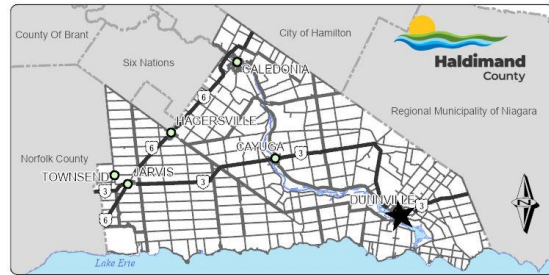 County Of Brant
City of Hamilton
Haldimand
County
Six Nations
CALEDONIA
6
Regional Municipality of Niagara
HAGERSVILLE
6
CAYUGA
3
Norfolk County
TOWNSEND
JARVIS
3
3
DUNNVILLE
3
6
Lake Erie
N